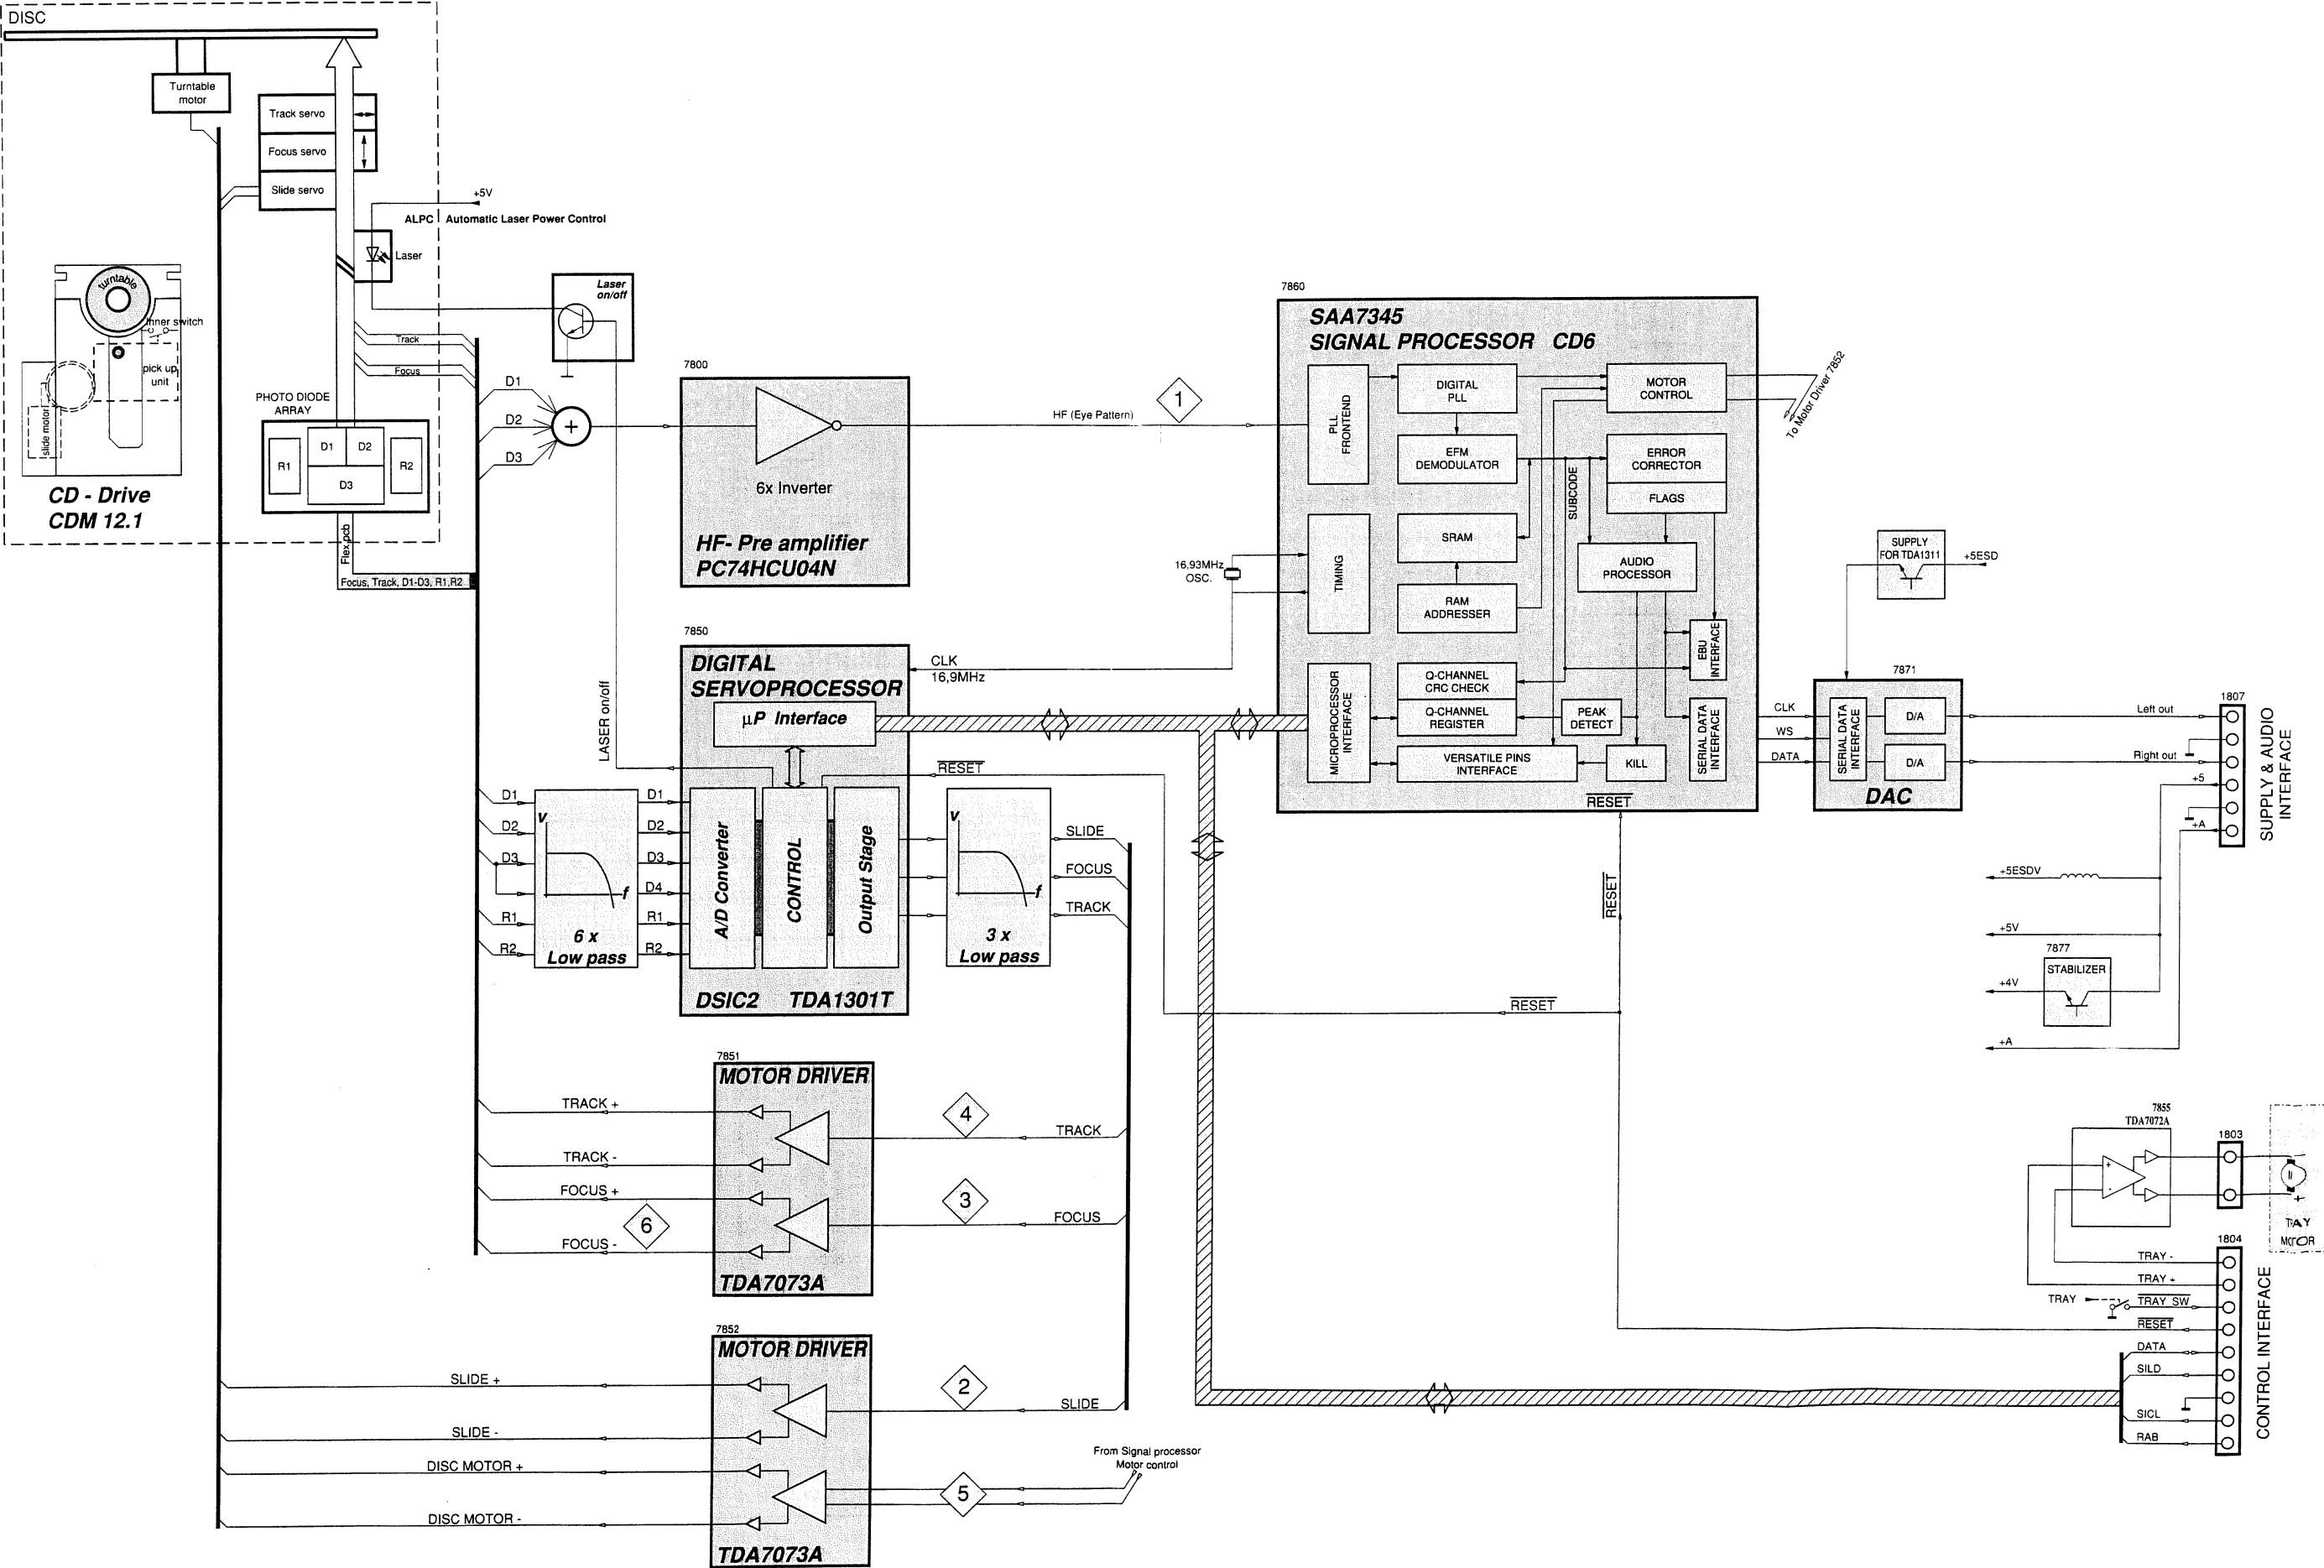 DISC
Turntable
motor
Track servo
Focus servo
Slide servo
+5V
ALPC Automatic Laser Power Control
Laser
turntable
inner switch
pick up
unit
slide motor
CD - Drive
CDM 12.1
Track
Focus
PHOTO DIODE
ARRAY
R1
D1
D2
D3
R2
Flex pcb
Focus, Track, D1-D3, R1,R2
Laser
on/off
D1
D2
D3
+
LASER on/off
7800
6x Inverter
HF- Pre amplifier
PC74HCU04N
HF (Eye Pattern)
1
7860
SAA7345
SIGNAL PROCESSOR CD6
PLL
FRONTEND
DIGITAL
PLL
MOTOR
CONTROL
To Motor Driver 7852
EFM
DEMODULATOR
SUBCODE
ERROR
CORRECTOR
FLAGS
TIMING
SRAM
AUDIO
PROCESSOR
RAM
ADDRESSER
EBU
INTERFACE
MICROPROCESSOR
INTERFACE
Q-CHANNEL
CRC CHECK
Q-CHANNEL
REGISTER
PEAK
DETECT
SERIAL DATA
INTERFACE
VERSATILE PINS
INTERFACE
KILL
RESET
16,93MHz
OSC.
CLK
16,9MHz
7850
DIGITAL
SERVOPROCESSOR
µP Interface
RESET
A/D Converter
CONTROL
Output Stage
DSIC2 TDA1301T
D1
D2
D3
R1
R2
V
f
6 x
Low pass
D1
D2
D3
D4
R1
R2
V
f
3 x
Low pass
SLIDE
FOCUS
TRACK
RESET
RESET
SUPPLY
FOR TDA1311
+5ESD
7871
CLK
WS
DATA
SERIAL DATA
INTERFACE
D/A
D/A
DAC
Left out
Right out
+5
+A
1807
SUPPLY & AUDIO
INTERFACE
+5ESDV
+5V
7877
STABILIZER
+4V
+A
7851
MOTOR DRIVER
TRACK +
TRACK -
FOCUS +
FOCUS -
6
4
TRACK
3
FOCUS
TDA7073A
7852
MOTOR DRIVER
SLIDE +
SLIDE -
DISC MOTOR +
DISC MOTOR -
2
SLIDE
From Signal processor
Motor control
5
TDA7073A
7855
TDA7072A
+
-
1803
=
+
TRAY
MOTOR
1804
TRAY -
TRAY +
TRAY
TRAY SW
RESET
DATA
SILD
SICL
RAB
CONTROL INTERFACE